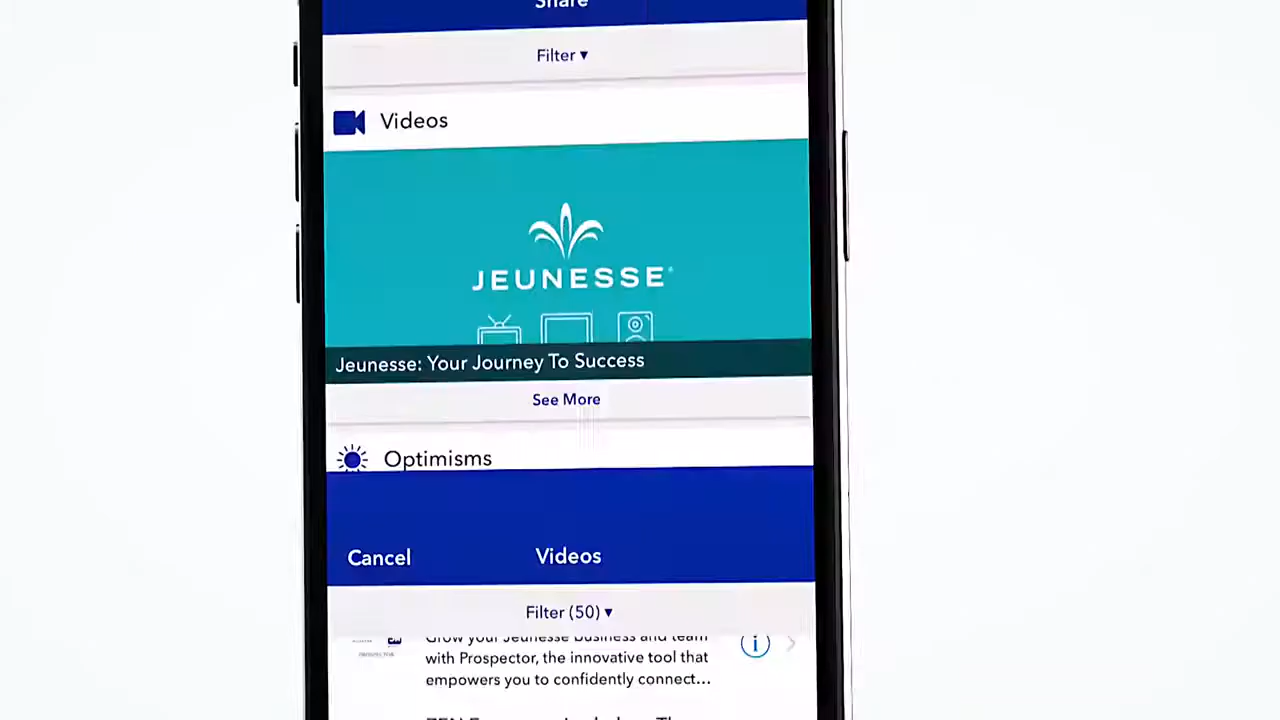 Share
Filter ▾
Videos
JEUNESSE
Jeunesse: Your Journey To Success
See More
Optimisms
Cancel
Videos
Filter (50) ▾
Grow your Jeunesse business and team
with Prospector, the innovative tool that
empowers you to confidently connect...